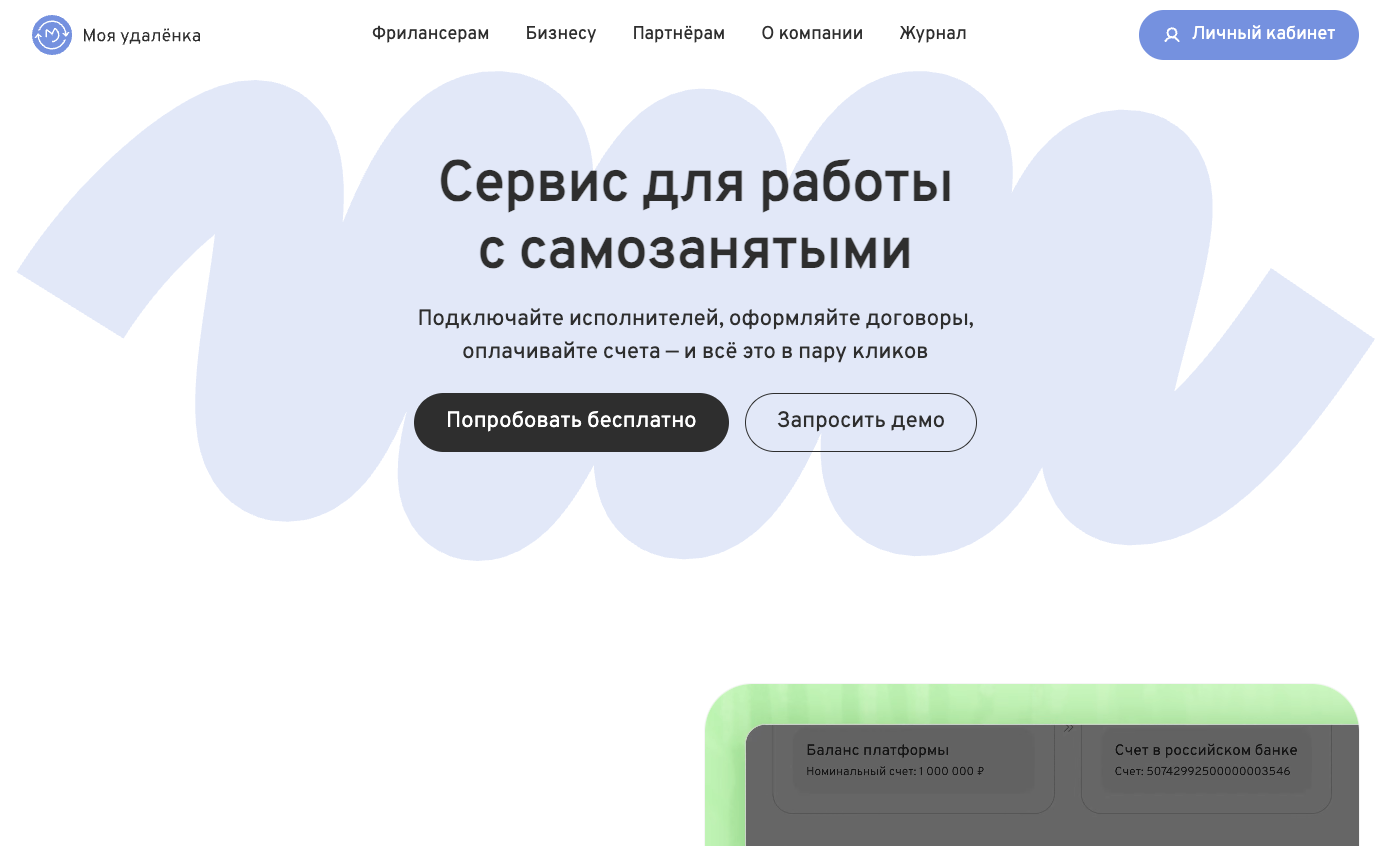 Моя удалёнка
Фрилансерам
Бизнесу
Партнёрам
О компании
Журнал
Личный кабинет
Сервис для работы
с самозанятыми
Подключайте исполнителей, оформляйте договоры,
оплачивайте счета – и всё это в пару кликов
Попробовать бесплатно
Запросить демо
Баланс платформы
Номинальный счет: 1 000 000 ₽
»
Счет в российском банке
Счет: 50742992500000003546